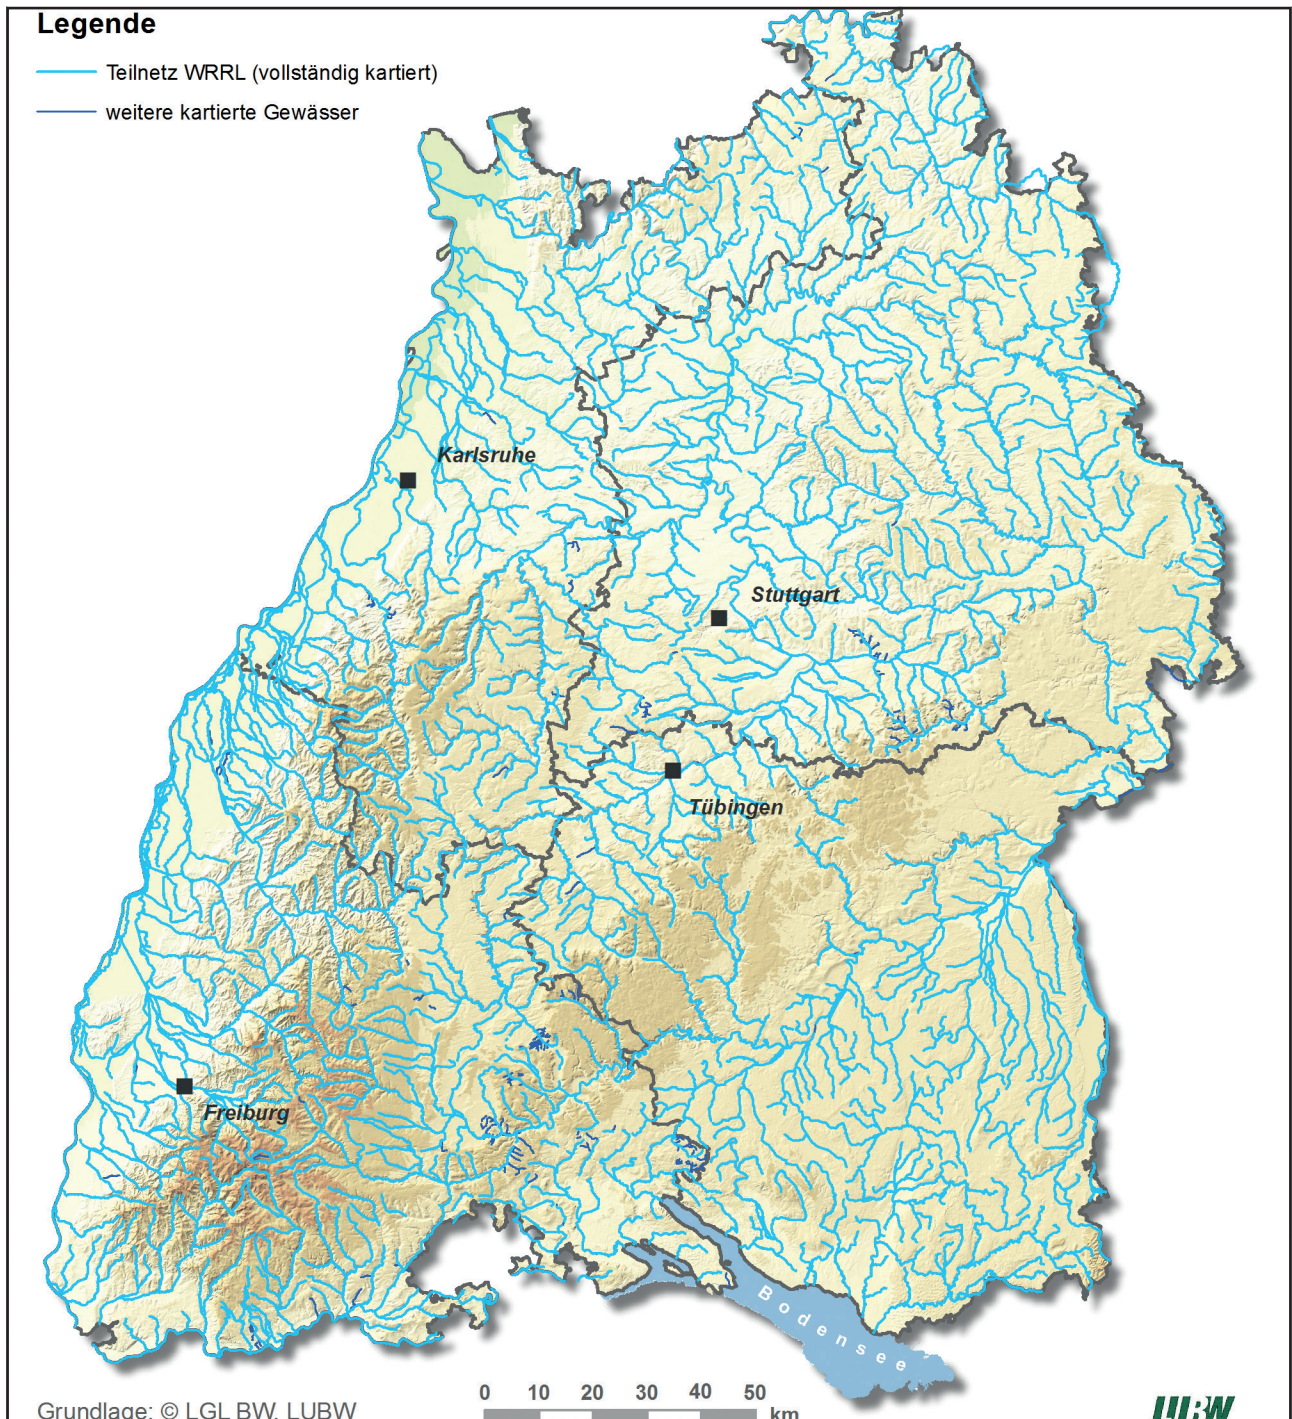 Legende
Teilnetz WRRL (vollständig kartiert)
weitere kartierte Gewässer
Karlsruhe
Stuttgart
Tübingen
Freiburg
Bodensee
0 10 20 30 40 50
km
Grundlage: © LGL BW, LUBW
LUBW